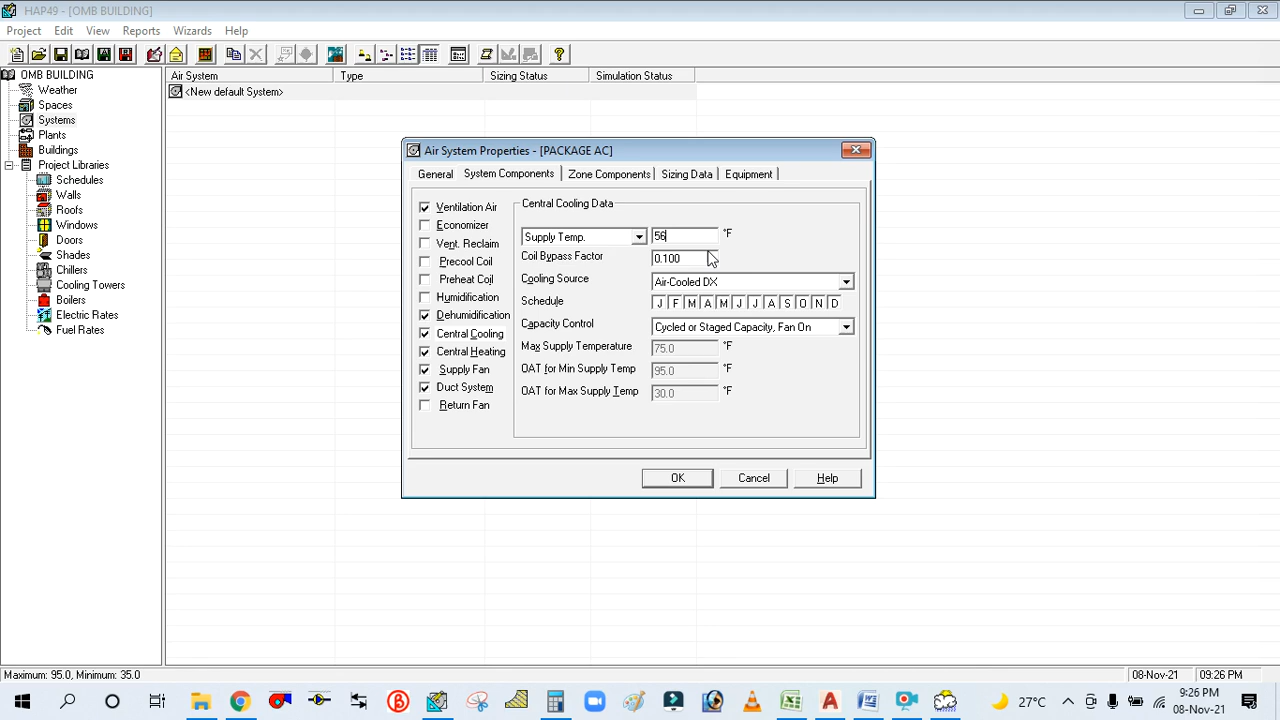 HAP49 - [OMB BUILDING]
Project Edit View Reports Wizards Help
OMB BUILDING
Weather
Spaces
Systems
Plants
Buildings
Project Libraries
Schedules
Walls
Roofs
Windows
Doors
Shades
Chillers
Cooling Towers
Boilers
Electric Rates
Fuel Rates
Air System Type Sizing Status Simulation Status
<New default System>
Air System Properties - [PACKAGE AC]
General System Components Zone Components Sizing Data Equipment
Ventilation Air
Economizer
Vent. Reclaim
Precool Coil
Preheat Coil
Humidification
Dehumidification
Central Cooling
Central Heating
Supply Fan
Duct System
Return Fan
Central Cooling Data
Supply Temp. 56 °F
Coil Bypass Factor 0.100
Cooling Source Air-Cooled DX
Schedule J F M A M J J A S O N D
Capacity Control Cycled or Staged Capacity, Fan On
Max Supply Temperature 75.0 °F
OAT for Min Supply Temp 95.0 °F
OAT for Max Supply Temp 30.0 °F
OK Cancel Help
Maximum: 95.0, Minimum: 35.0 08-Nov-21 09:26 PM
27°C 9:26 PM
08-Nov-21